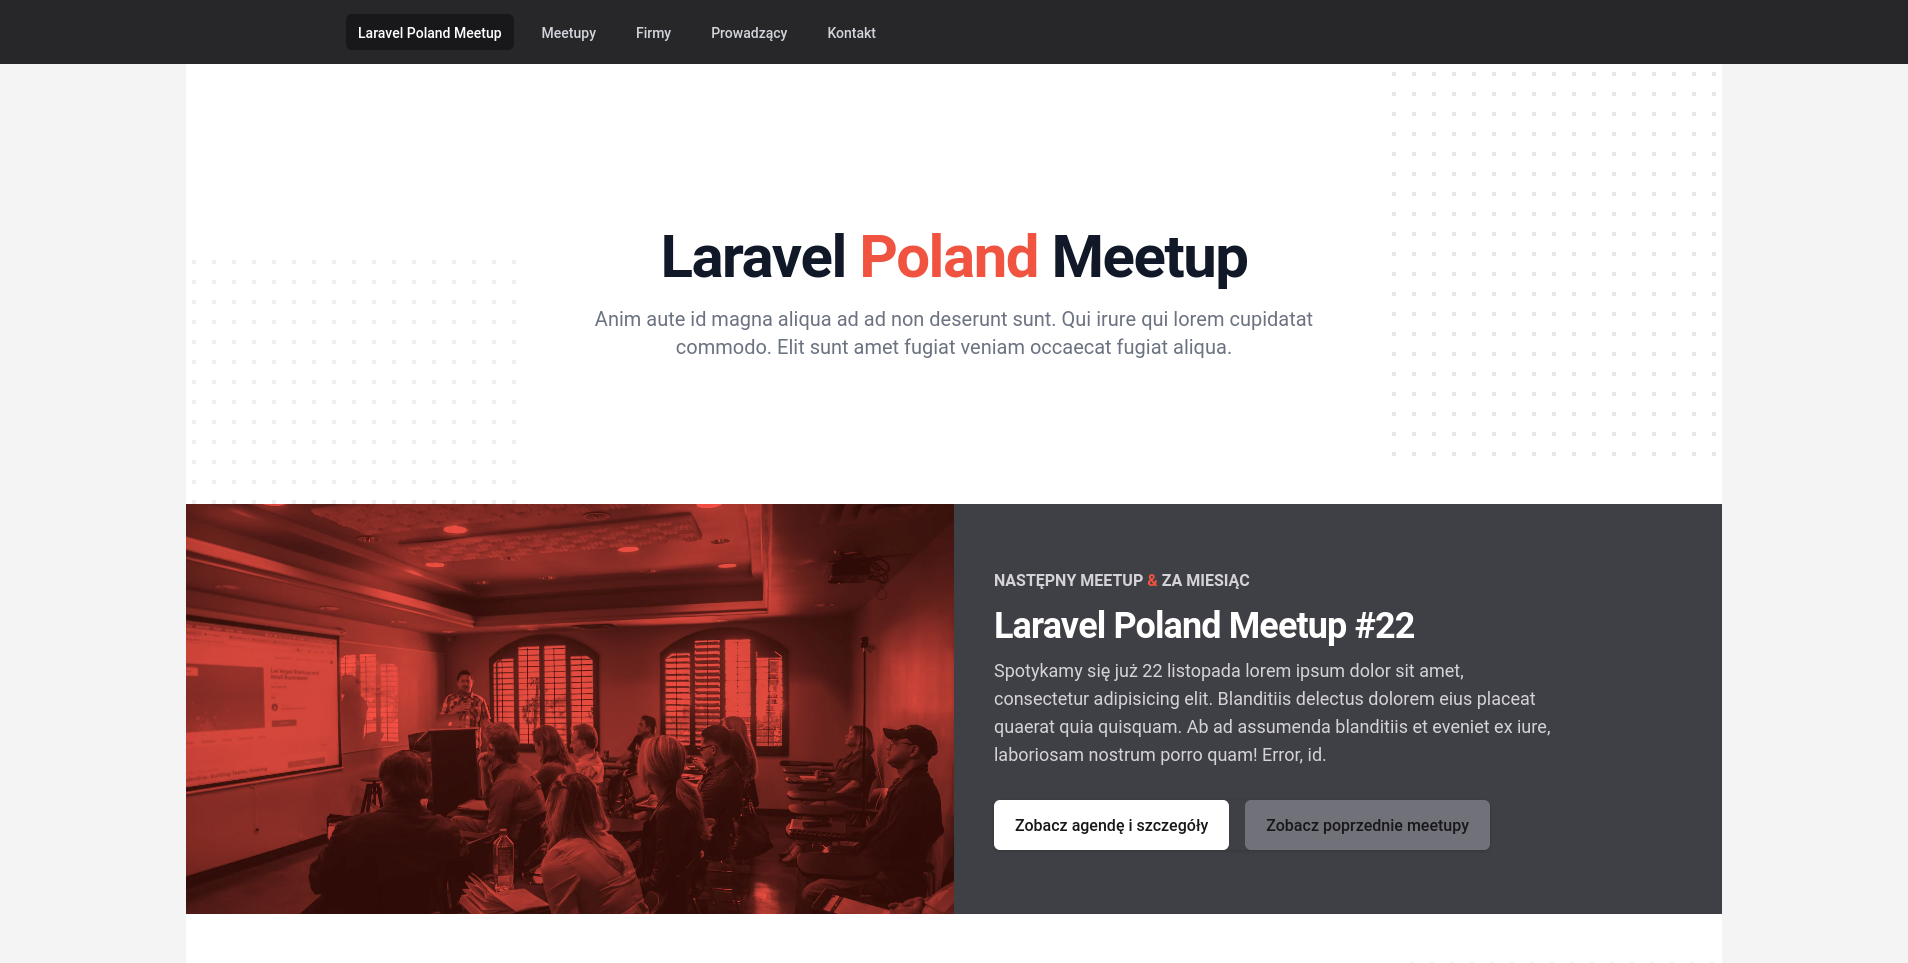 Laravel Poland Meetup Meetupy Firmy Prowadzący Kontakt
Laravel Poland Meetup
Anim aute id magna aliqua ad ad non deserunt sunt. Qui irure qui lorem cupidatat
commodo. Elit sunt amet fugiat veniam occaecat fugiat aliqua.
NASTĘPNY MEETUP & ZA MIESIĄC
Laravel Poland Meetup #22
Spotykamy się już 22 listopada lorem ipsum dolor sit amet,
consectetur adipisicing elit. Blanditiis delectus dolorem eius placeat
quaerat quia quisquam. Ab ad assumenda blanditiis et eveniet ex iure,
laboriosam nostrum porro quam! Error, id.
Zobacz agendę i szczegóły Zobacz poprzednie meetupy